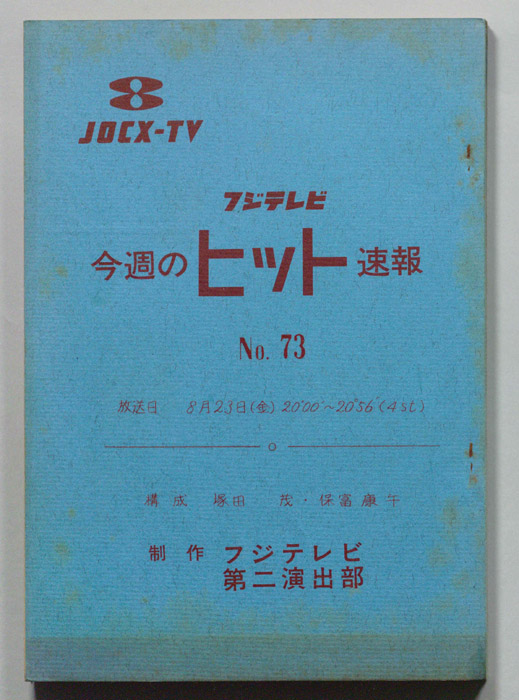 JOCX-TV
フジテレビ
今週のヒット速報
No. 73
放送日 8月23日(金) 20°00'~20°56'(4st)
構成 塚田 茂・保富康午
制作 フジテレビ
第二演出部